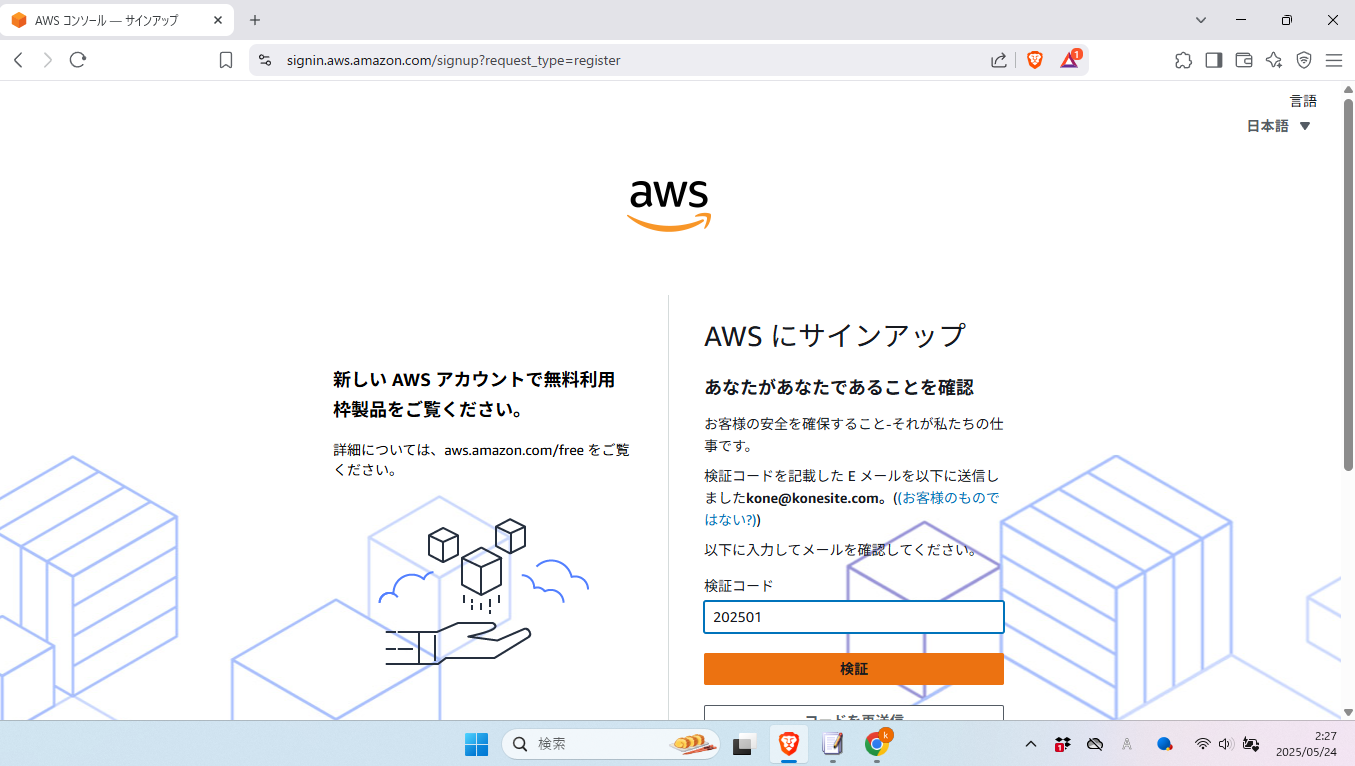 AWS コンソール — サインアップ
signin.aws.amazon.com/signup?request_type=register
1
言語
日本語
aws
新しい AWS アカウントで無料利用
枠製品をご覧ください。
詳細については、aws.amazon.com/free をご覧
ください。
AWS にサインアップ
あなたがあなたであることを確認
お客様の安全を確保すること-それが私たちの仕
事です。
検証コードを記載した E メールを以下に送信し
ましたkone@konesite.com。((お客様のもので
はない?))
以下に入力してメールを確認してください。
検証コード
202501
検証
コードを再送信
検索
k
1
A
2:27
2025/05/24